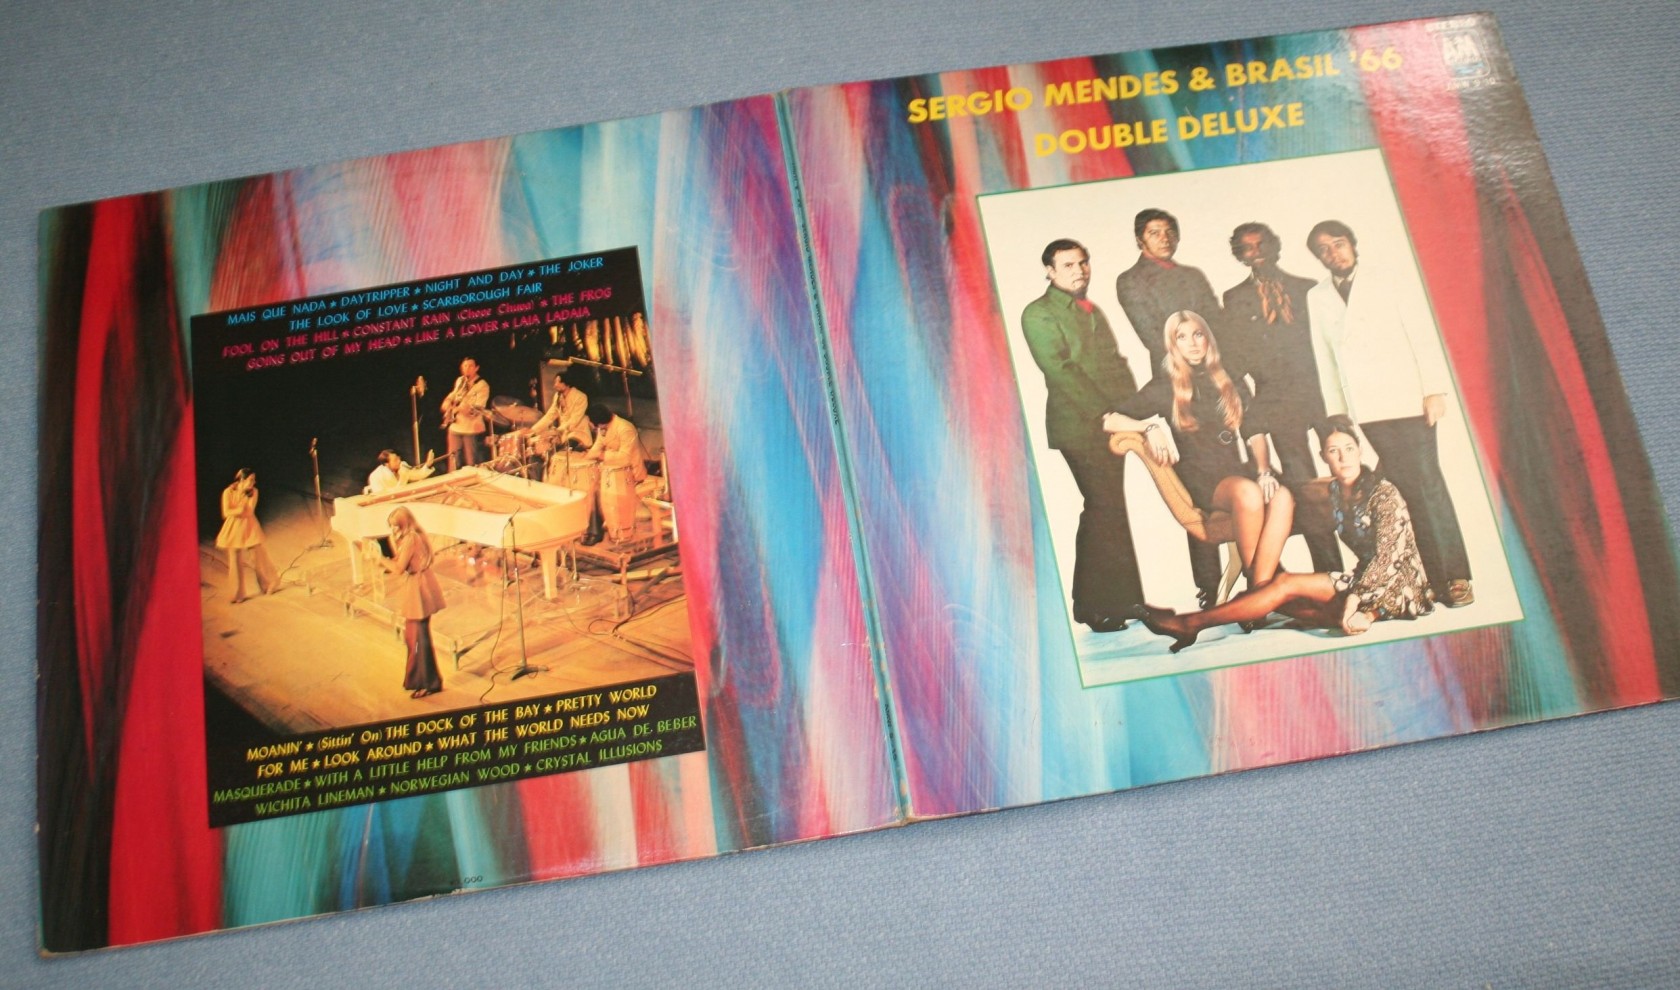 MAIS QUE NADA ★ DAYTRIPPER ★ NIGHT AND DAY ★ THE JOKER
THE LOOK OF LOVE ★ SCARBOROUGH FAIR
FOOL ON THE HILL ★ CONSTANT RAIN (Chove Chuva) ★ THE FROG
GOING OUT OF MY HEAD ★ LIKE A LOVER ★ LAIA LADAIA
MOANIN' ★ (Sittin' On) THE DOCK OF THE BAY ★ PRETTY WORLD
FOR ME ★ LOOK AROUND ★ WHAT THE WORLD NEEDS NOW
MASQUERADE ★ WITH A LITTLE HELP FROM MY FRIENDS ★ AGUA DE BEBER
WICHITA LINEMAN ★ NORWEGIAN WOOD ★ CRYSTAL ILLUSIONS
SERGIO MENDES & BRASIL '66
DOUBLE DELUXE
STEREO
A&M